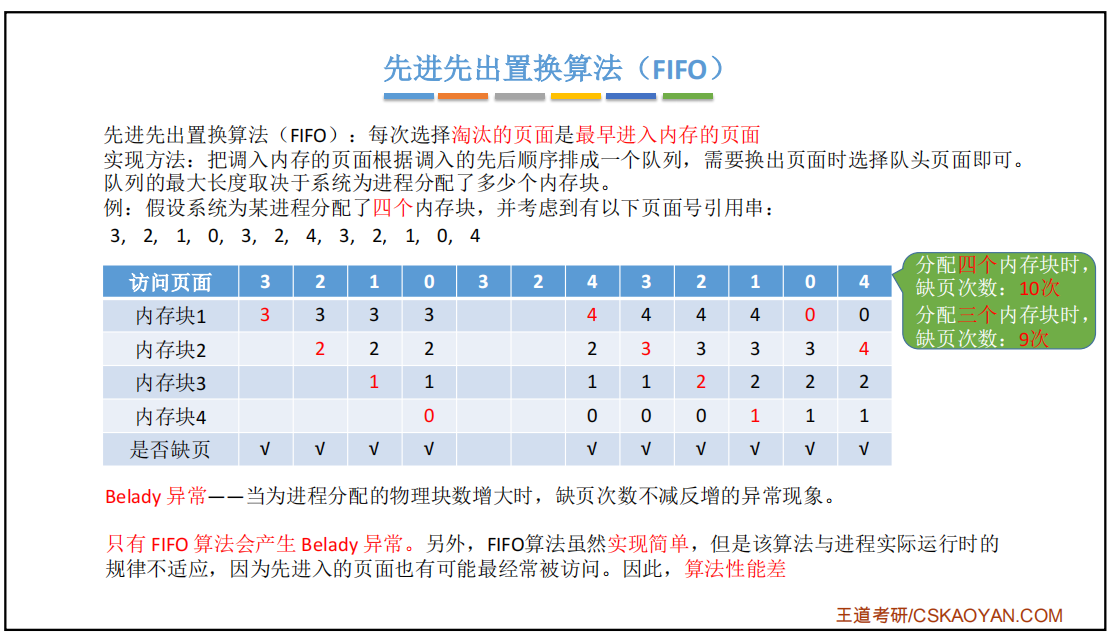 先进先出置换算法（FIFO）
先进先出置换算法（FIFO）：每次选择淘汰的页面是最早进入内存的页面
实现方法：把调入内存的页面根据调入的先后顺序排成一个队列，需要换出页面时选择队头页面即可。
队列的最大长度取决于系统为进程分配了多少个内存块。
例：假设系统为某进程分配了四个内存块，并考虑到有以下页面号引用串：
3, 2, 1, 0, 3, 2, 4, 3, 2, 1, 0, 4
访问页面 3 2 1 0 3 2 4 3 2 1 0 4
内存块1 3 3 3 3 4 4 4 4 0 0
内存块2 2 2 2 2 3 3 3 3 4
内存块3 1 1 1 1 2 2 2 2
内存块4 0 0 0 0 1 1 1
是否缺页 √ √ √ √ √ √ √ √ √ √
分配四个内存块时，
缺页次数：10次
分配三个内存块时，
缺页次数：9次
Belady 异常——当为进程分配的物理块数增大时，缺页次数不减反增的异常现象。
只有 FIFO 算法会产生 Belady 异常。另外，FIFO算法虽然实现简单，但是该算法与进程实际运行时的
规律不适应，因为先进入的页面也有可能最经常被访问。因此，算法性能差
王道考研/CSKAOYAN.COM